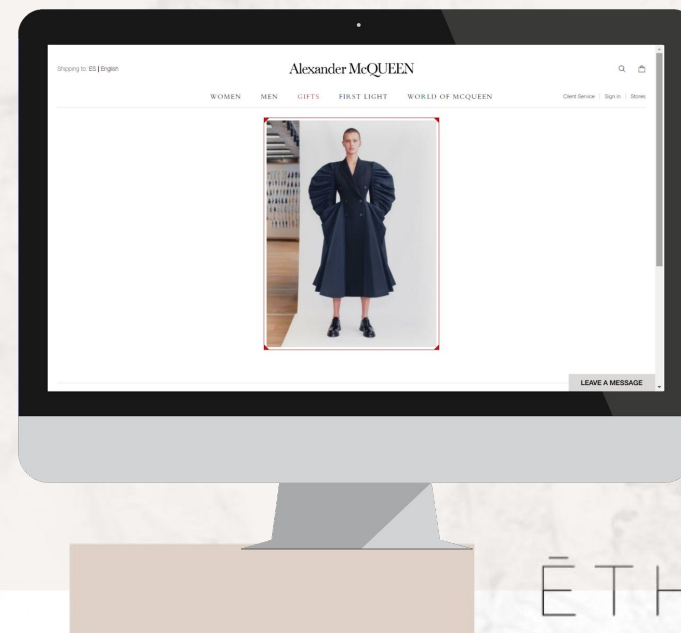 Shipping to: ES | English
Alexander McQUEEN
WOMEN MEN GIFTS FIRST LIGHT WORLD OF MCQUEEN
Client Service | Sign in | Stores
LEAVE A MESSAGE
ĒTH